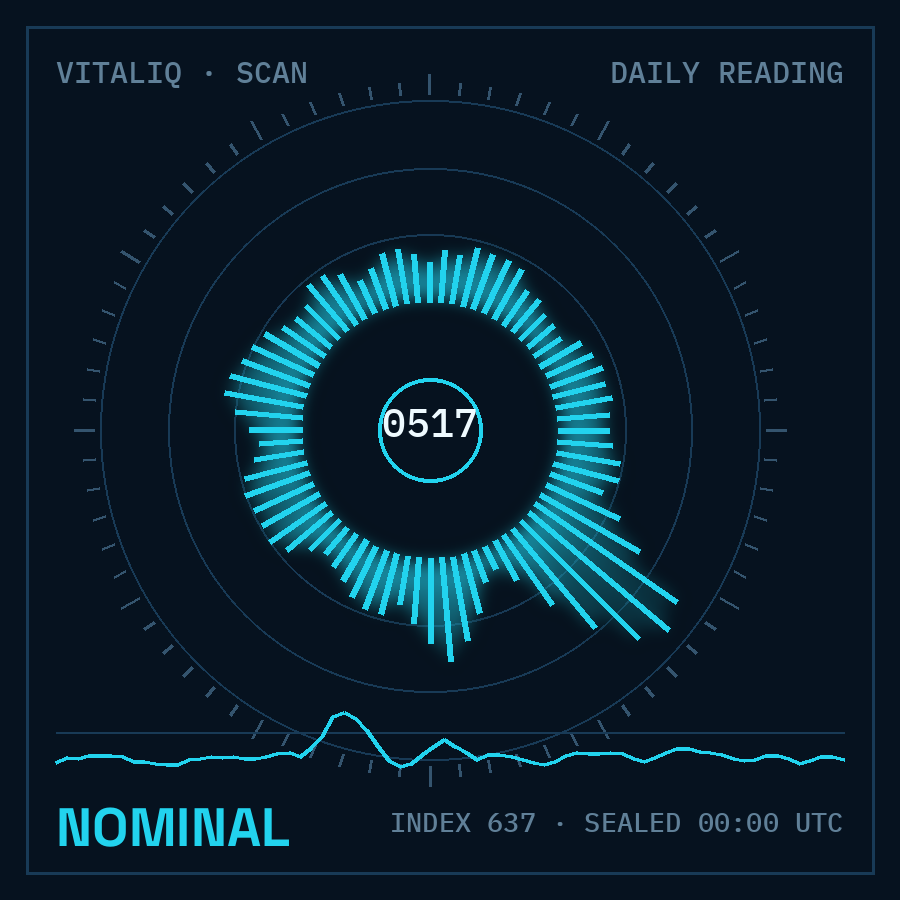 VITALIQ · SCAN
DAILY READING
0517
NOMINAL
INDEX 637 · SEALED 00:00 UTC